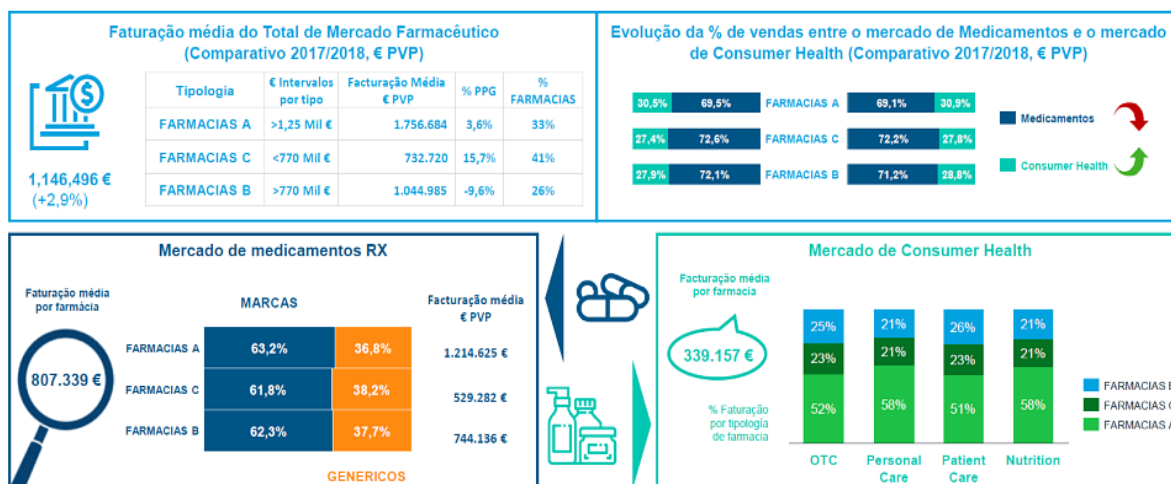 Faturação média do Total de Mercado Farmacêutico
(Comparativo 2017/2018, € PVP)
1,146,496 €
(+2,9%)
Tipologia
€ Intervalos
por tipo
Facturação Média
€ PVP
% PPG
%
FARMACIAS
FARMACIAS A >1,25 Mil € 1.756.684 3,6% 33%
FARMACIAS C <770 Mil € 732.720 15,7% 41%
FARMACIAS B >770 Mil € 1.044.985 -9,6% 26%
Evolução da % de vendas entre o mercado de Medicamentos e o mercado
de Consumer Health (Comparativo 2017/2018, € PVP)
30,5% 69,5% FARMACIAS A 69,1% 30,9%
27,4% 72,6% FARMACIAS C 72,2% 27,8%
27,9% 72,1% FARMACIAS B 71,2% 28,8%
Medicamentos
Consumer Health
Mercado de medicamentos RX
Faturação média
por farmácia
807.339 €
MARCAS
Facturação média
€ PVP
FARMACIAS A 63,2% 36,8% 1.214.625 €
FARMACIAS C 61,8% 38,2% 529.282 €
FARMACIAS B 62,3% 37,7% 744.136 €
GENERICOS
Mercado de Consumer Health
Facturação média
por farmacia
339.157 €
% Faturação
por tipologia
de farmacia
25% 21% 26% 21%
23% 21% 23% 21%
52% 58% 51% 58%
OTC
Personal
Care
Patient
Care
Nutrition
FARMACIAS B
FARMACIAS C
FARMACIAS A